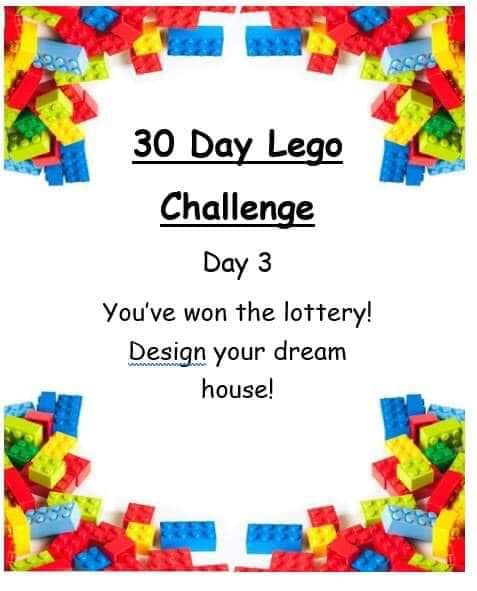 30 Day Lego
Challenge
Day 3
You've won the lottery!
Design your dream
house!